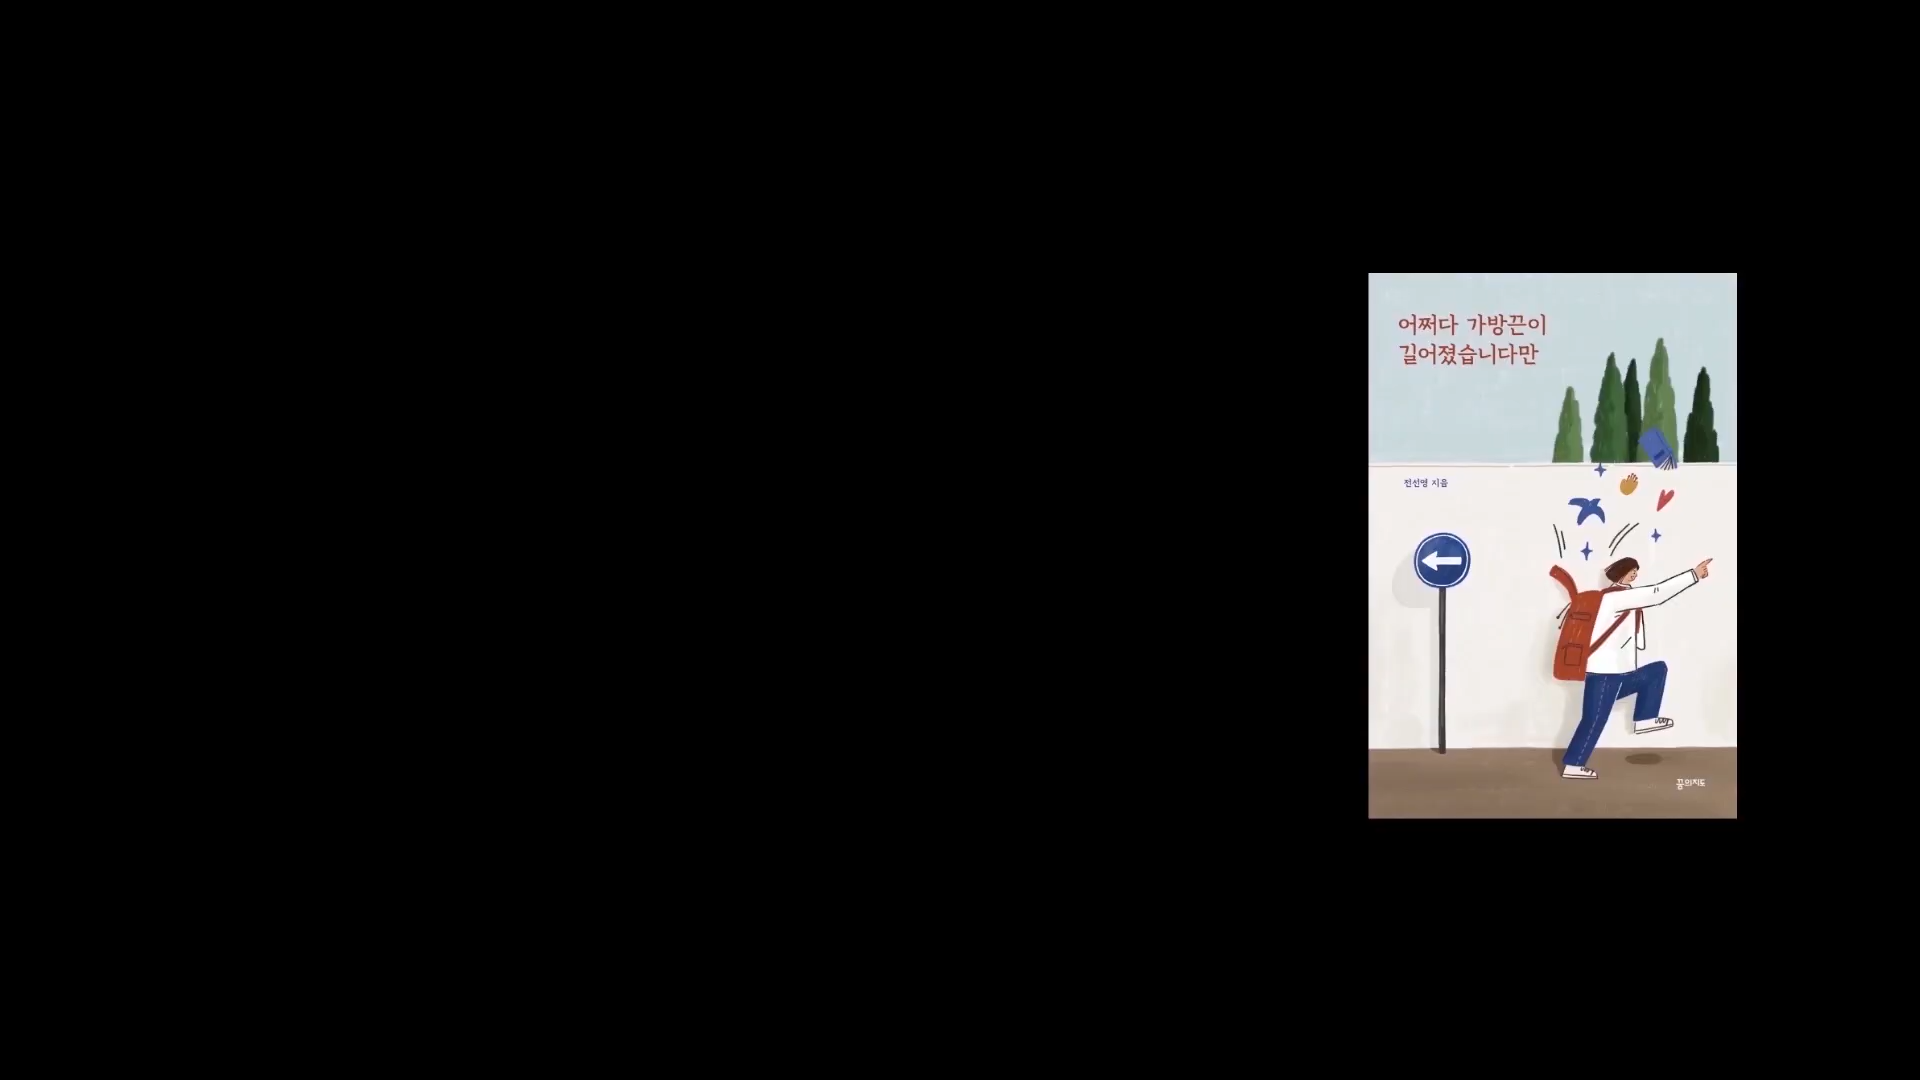 어쩌다 가방끈이
길어졌습니다만
전선영 지음
꿈의지도